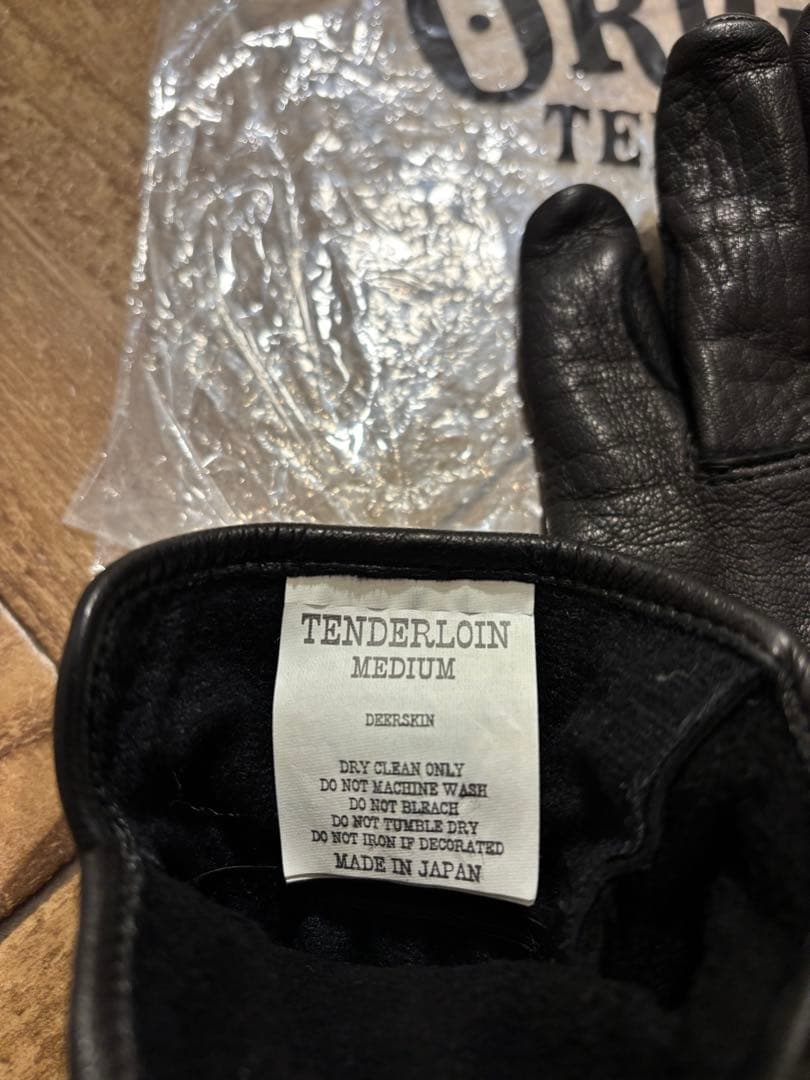 TENDERLOIN
MEDIUM
DEERSKIN
DRY CLEAN ONLY
DO NOT MACHINE WASH
DO NOT BLEACH
DO NOT TUMBLE DRY
DO NOT IRON IF DECORATED
MADE IN JAPAN